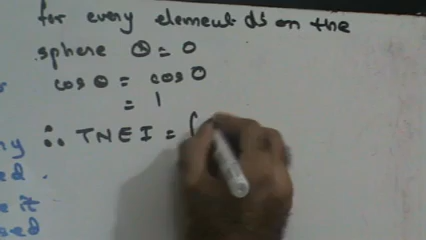 for every element ds on the
sphere θ = 0
cos θ = cos 0
= 1
∴ TNEI = (